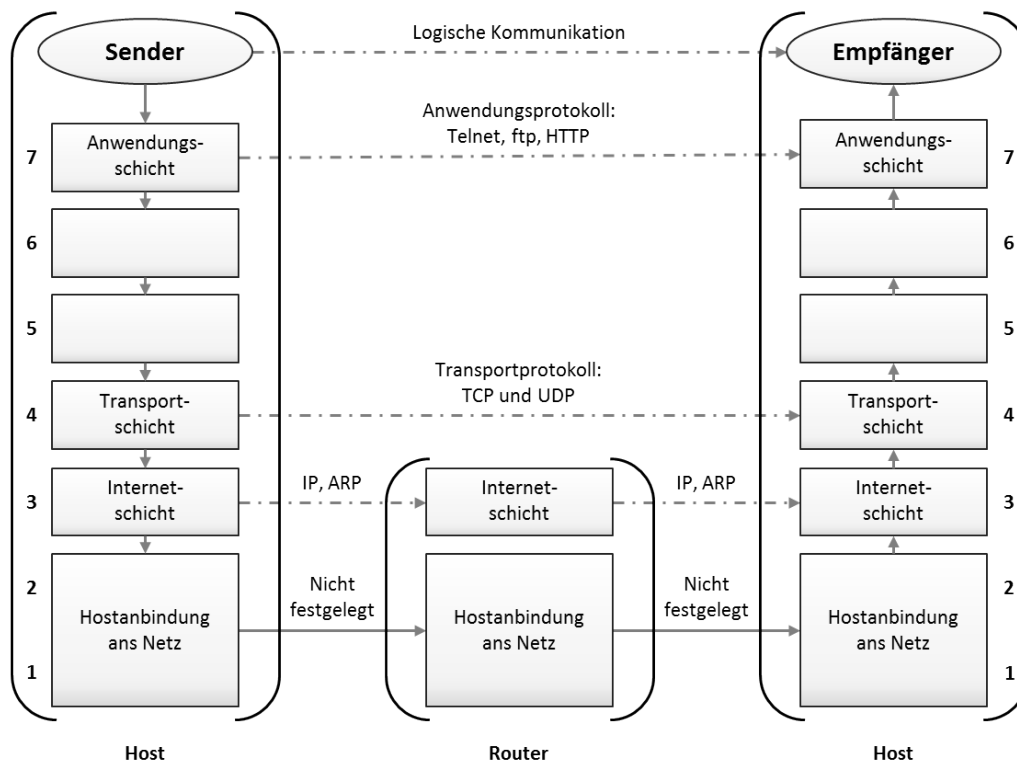 Sender
Logische Kommunikation
Empfänger
Anwendungsprotokoll:
Telnet, ftp, HTTP
7
Anwendungs-
schicht
Anwendungs-
schicht
7
6
6
5
5
Transportprotokoll:
TCP und UDP
4
Transport-
schicht
Transport-
schicht
4
3
Internet-
schicht
IP, ARP
Internet-
schicht
IP, ARP
Internet-
schicht
3
2
Nicht
festgelegt
Nicht
festgelegt
2
Hostanbindung
ans Netz
Hostanbindung
ans Netz
Hostanbindung
ans Netz
1
1
Host
Router
Host